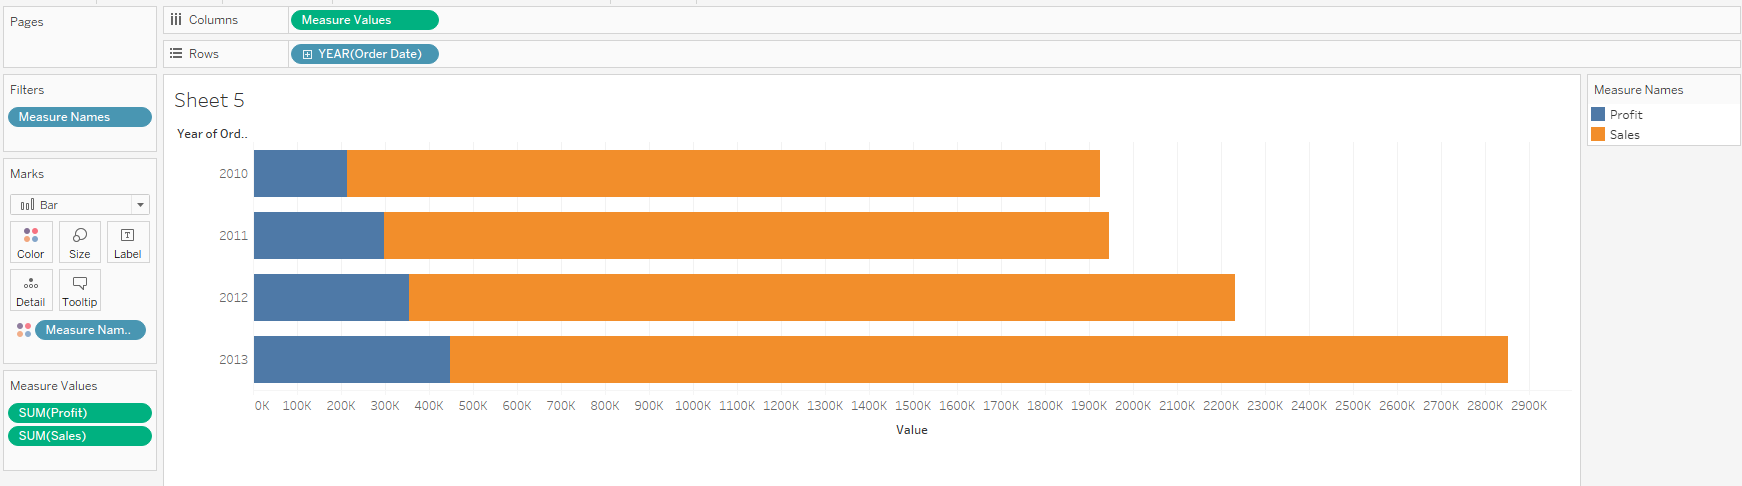 Pages
Columns
Measure Values
Rows
YEAR(Order Date)
Filters
Measure Names
Marks
Bar
Color
Size
Label
Detail
Tooltip
Measure Nam..
Measure Values
SUM(Profit)
SUM(Sales)
Sheet 5
Year of Ord..
2010
2011
2012
2013
0K 100K 200K 300K 400K 500K 600K 700K 800K 900K 1000K 1100K 1200K 1300K 1400K 1500K 1600K 1700K 1800K 1900K 2000K 2100K 2200K 2300K 2400K 2500K 2600K 2700K 2800K 2900K
Value
Measure Names
Profit
Sales